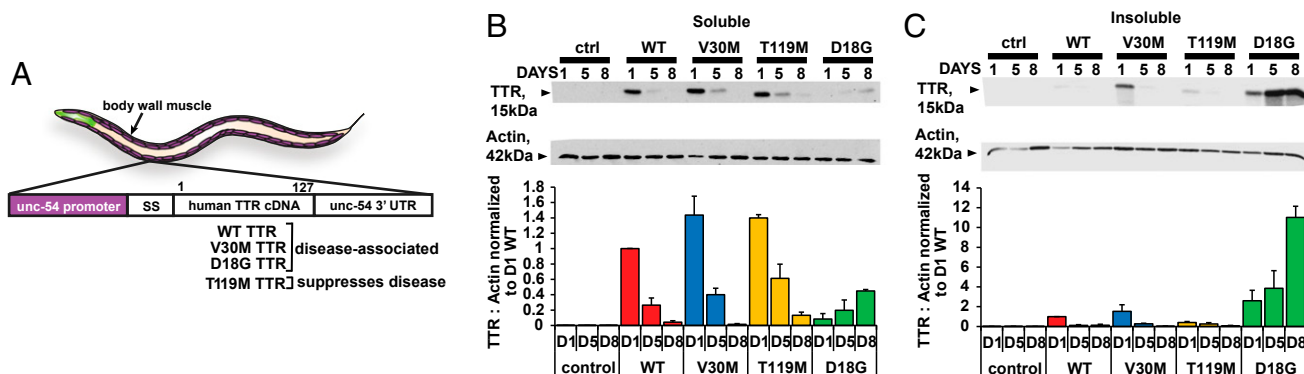 A
body wall muscle
1 127
unc-54 promoter SS human TTR cDNA unc-54 3' UTR
WT TTR
V30M TTR
D18G TTR
disease-associated
T119M TTR suppresses disease
B
Soluble
ctrl WT V30M T119M D18G
DAYS 1 5 8 1 5 8 1 5 8 1 5 8 1 5 8
TTR,
15kDa
Actin,
42kDa
TTR : Actin normalized
to D1 WT
1.8
1.6
1.4
1.2
1
0.8
0.6
0.4
0.2
0
D1 D5 D8 D1 D5 D8 D1 D5 D8 D1 D5 D8 D1 D5 D8
control WT V30M T119M D18G
C
Insoluble
ctrl WT V30M T119M D18G
DAYS 1 5 8 1 5 8 1 5 8 1 5 8 1 5 8
TTR,
15kDa
Actin,
42kDa
TTR : Actin normalized
to D1 WT
14
12
10
8
6
4
2
0
D1 D5 D8 D1 D5 D8 D1 D5 D8 D1 D5 D8 D1 D5 D8
control WT V30M T119M D18G